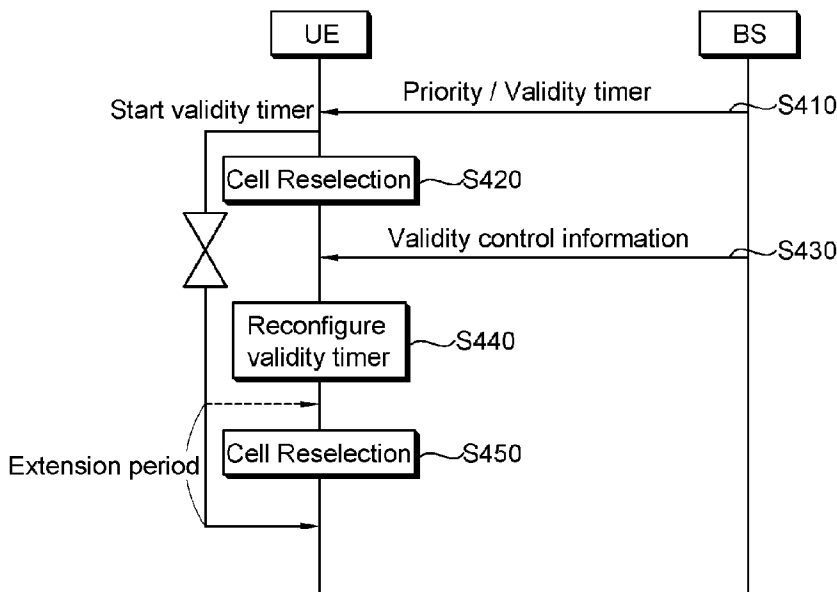 UE
BS
Priority / Validity timer
S410
Start validity timer
Cell Reselection
S420
Validity control information
S430
Reconfigure
validity timer
S440
Cell Reselection
S450
Extension period